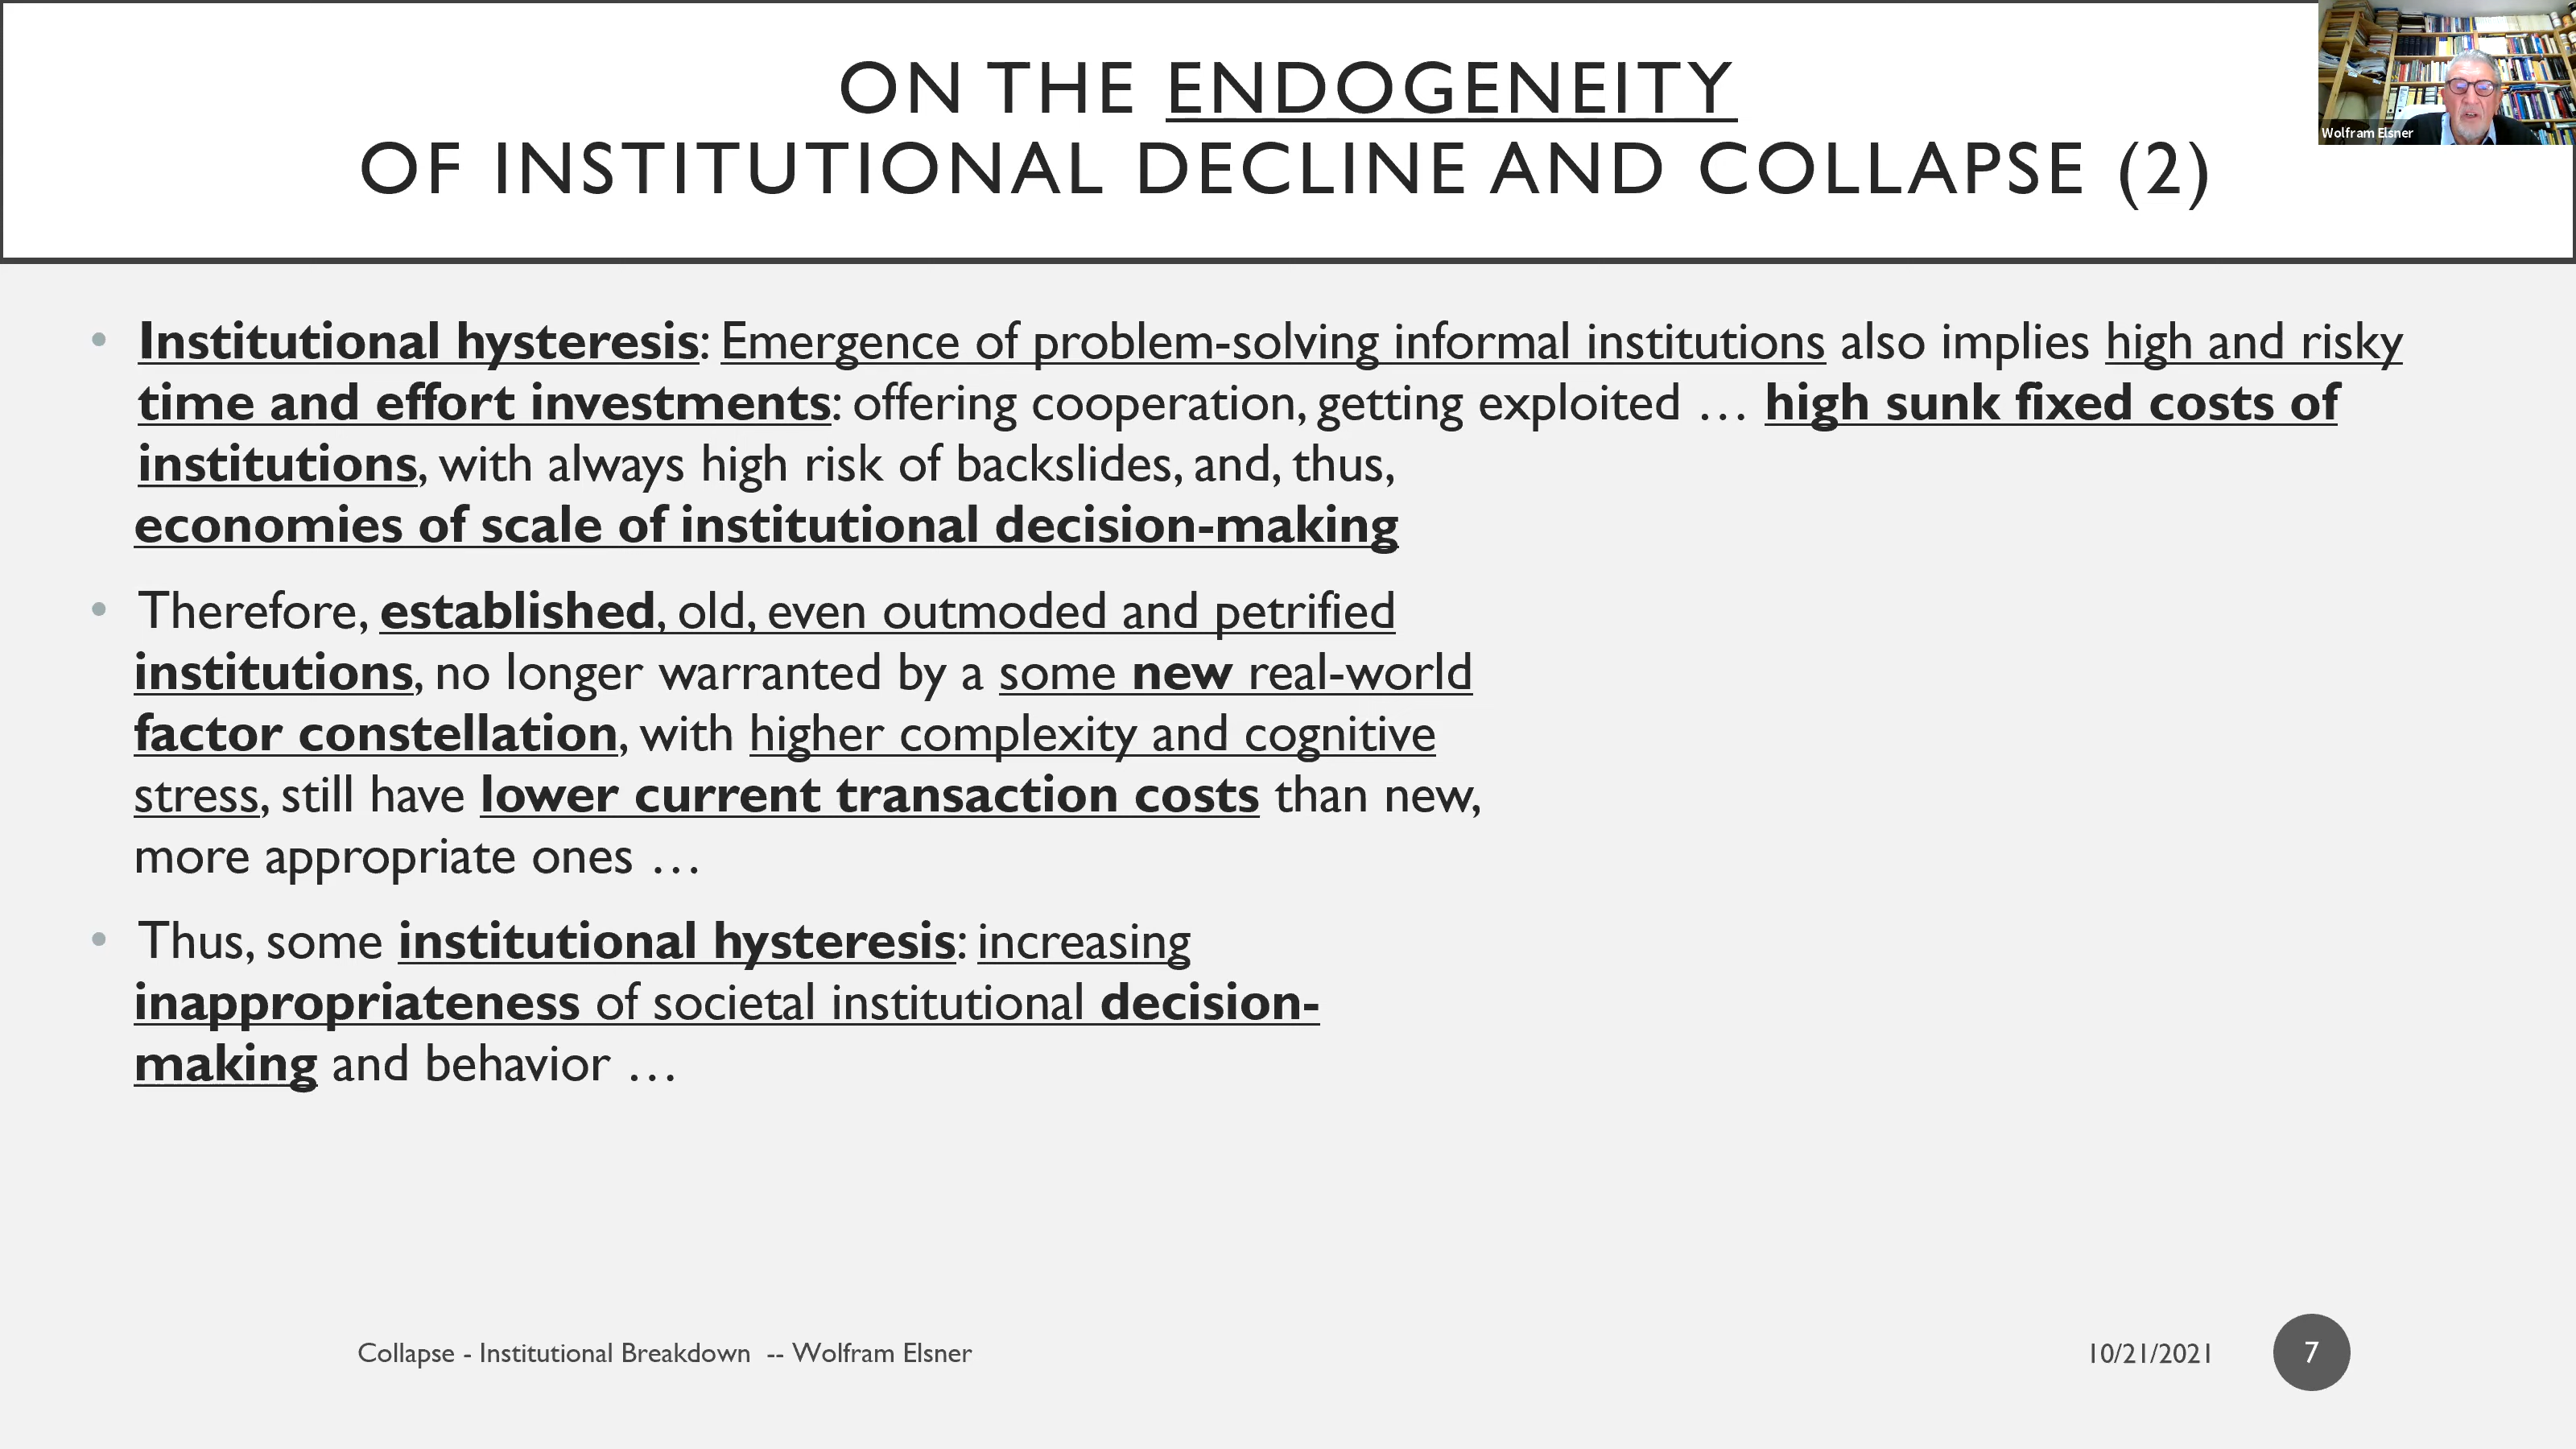 ON THE ENDOGENEITY
OF INSTITUTIONAL DECLINE AND COLLAPSE (2)
Wolfram Elsner
• Institutional hysteresis: Emergence of problem-solving informal institutions also implies high and risky
time and effort investments: offering cooperation, getting exploited … high sunk fixed costs of
institutions, with always high risk of backslides, and, thus,
economies of scale of institutional decision-making
• Therefore, established, old, even outmoded and petrified
institutions, no longer warranted by a some new real-world
factor constellation, with higher complexity and cognitive
stress, still have lower current transaction costs than new,
more appropriate ones …
• Thus, some institutional hysteresis: increasing
inappropriateness of societal institutional decision-
making and behavior …
Collapse - Institutional Breakdown -- Wolfram Elsner
10/21/2021
7